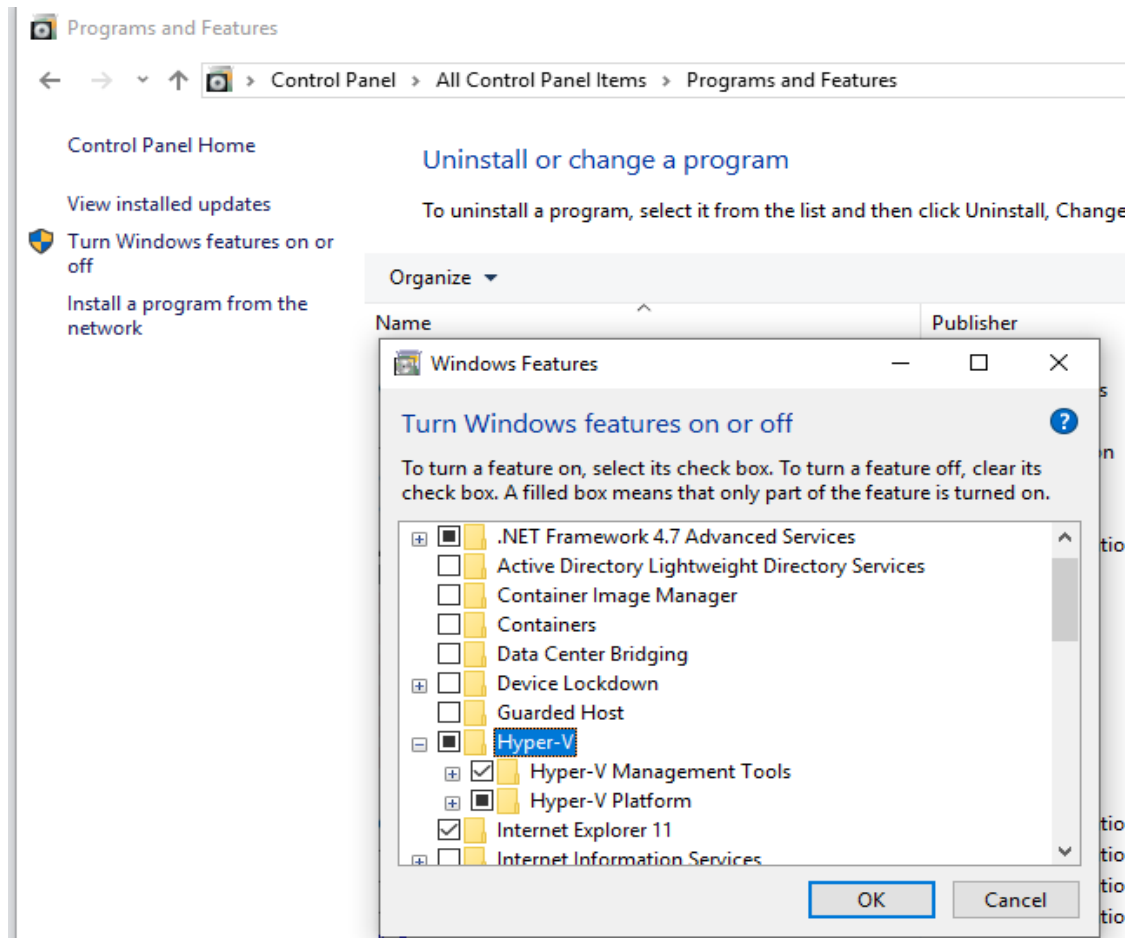 Programs and Features
Control Panel > All Control Panel Items > Programs and Features
Control Panel Home
View installed updates
Turn Windows features on or
off
Install a program from the
network
Uninstall or change a program
To uninstall a program, select it from the list and then click Uninstall, Change
Organize
Name
Publisher
Windows Features
Turn Windows features on or off
?
To turn a feature on, select its check box. To turn a feature off, clear its
check box. A filled box means that only part of the feature is turned on.
.NET Framework 4.7 Advanced Services
Active Directory Lightweight Directory Services
Container Image Manager
Containers
Data Center Bridging
Device Lockdown
Guarded Host
Hyper-V
Hyper-V Management Tools
Hyper-V Platform
Internet Explorer 11
Internet Information Services
OK
Cancel